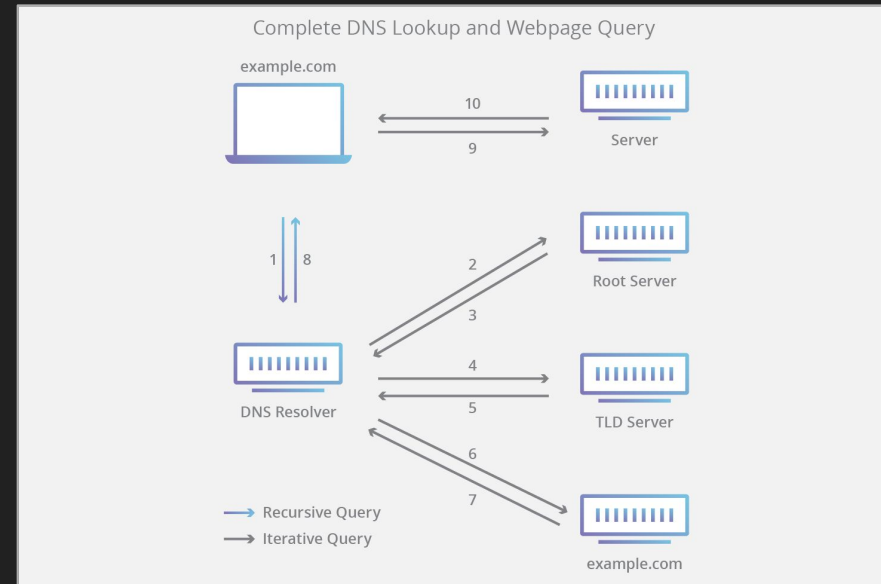 Complete DNS Lookup and Webpage Query
example.com
10
9
Server
1
8
2
3
Root Server
DNS Resolver
4
5
TLD Server
6
7
example.com
Recursive Query
Iterative Query